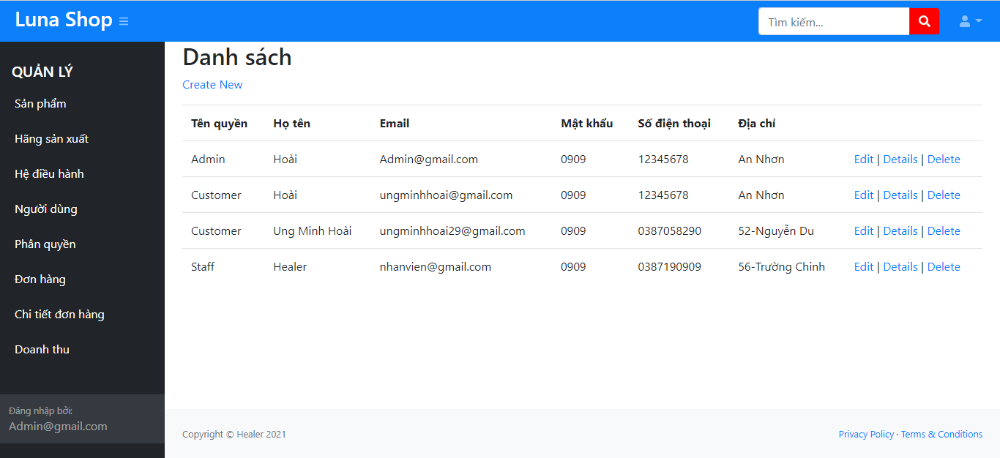 Luna Shop
Tìm kiếm...
QUẢN LÝ
Sản phẩm
Hãng sản xuất
Hệ điều hành
Người dùng
Phân quyền
Đơn hàng
Chi tiết đơn hàng
Doanh thu
Đăng nhập bởi:
Admin@gmail.com
Danh sách
Create New
Tên quyền Họ tên Email Mật khẩu Số điện thoại Địa chỉ
Admin Hoài Admin@gmail.com 0909 12345678 An Nhơn Edit | Details | Delete
Customer Hoài ungminhhoai@gmail.com 0909 12345678 An Nhơn Edit | Details | Delete
Customer Ung Minh Hoài ungminhhoai29@gmail.com 0909 0387058290 52-Nguyễn Du Edit | Details | Delete
Staff Healer nhanvien@gmail.com 0909 0387190909 56-Trường Chinh Edit | Details | Delete
Copyright © Healer 2021
Privacy Policy · Terms & Conditions